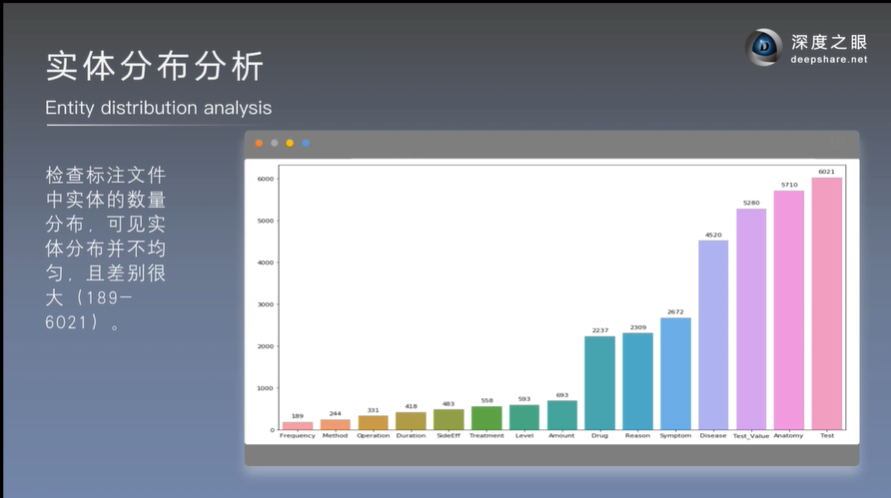 实体分布分析
Entity distribution analysis
深度之眼
deepshare.net
检查标注文件
中实体的数量
分布，可见实
体分布并不均
匀，且差别很
大（189-
6021）。
6000
5000
4000
3000
2000
1000
0
189
244
331
418
483
558
593
693
2237
2309
2672
4520
5280
5710
6021
Frequency
Method
Operation
Duration
SideEff
Treatment
Level
Amount
Drug
Reason
Symptom
Disease
Test_Value
Anatomy
Test